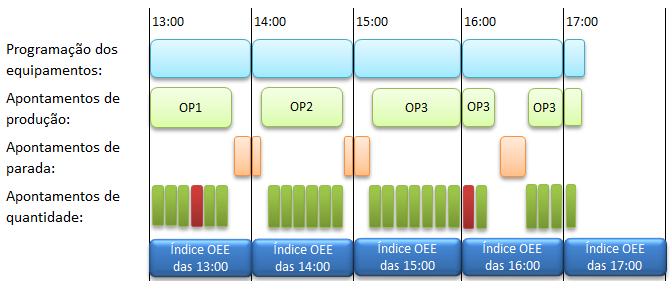 13:00 14:00 15:00 16:00 17:00
Programação dos
equipamentos:
Apontamentos de
produção:
OP1 OP2 OP3 OP3 OP3
Apontamentos de
parada:
Apontamentos de
quantidade:
Índice OEE
das 13:00
Índice OEE
das 14:00
Índice OEE
das 15:00
Índice OEE
das 16:00
Índice OEE
das 17:00